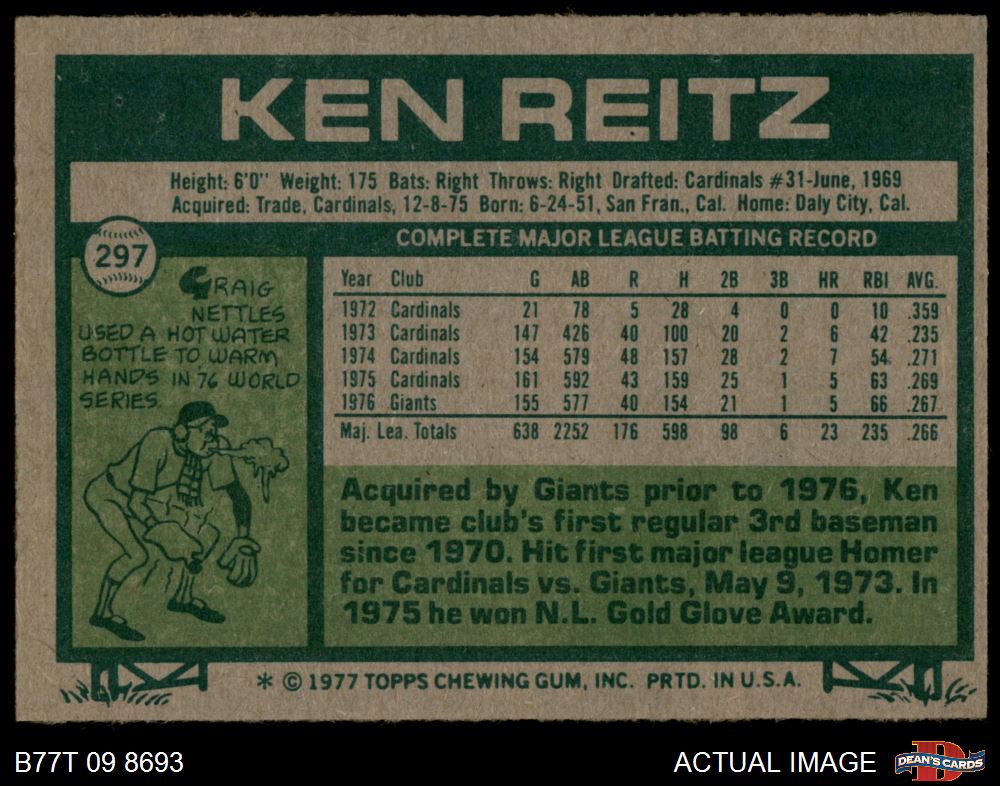 KEN REITZ
Height: 6'0" Weight: 175 Bats: Right Throws: Right Drafted: Cardinals #31-June, 1969
Acquired: Trade, Cardinals, 12-8-75 Born: 6-24-51, San Fran., Cal. Home: Daly City, Cal.
297
COMPLETE MAJOR LEAGUE BATTING RECORD
GRAIG
NETTLES
USED A HOT WATER
BOTTLE TO WARM
HANDS IN 76 WORLD
SERIES.
Year Club G AB R H 2B 3B HR RBI AVG.
1972 Cardinals 21 78 5 28 4 0 0 10 .359
1973 Cardinals 147 426 40 100 20 2 6 42 .235
1974 Cardinals 154 579 48 157 28 2 7 54 .271
1975 Cardinals 161 592 43 159 25 1 5 63 .269
1976 Giants 155 577 40 154 21 1 5 66 .267
Maj. Lea. Totals 638 2252 176 598 98 6 23 235 .266
Acquired by Giants prior to 1976, Ken
became club's first regular 3rd baseman
since 1970. Hit first major league Homer
for Cardinals vs. Giants, May 9, 1973. In
1975 he won N.L. Gold Glove Award.
* © 1977 TOPPS CHEWING GUM, INC. PRTD. IN U.S.A.
B77T 09 8693
ACTUAL IMAGE
D
DEAN'S CARDS